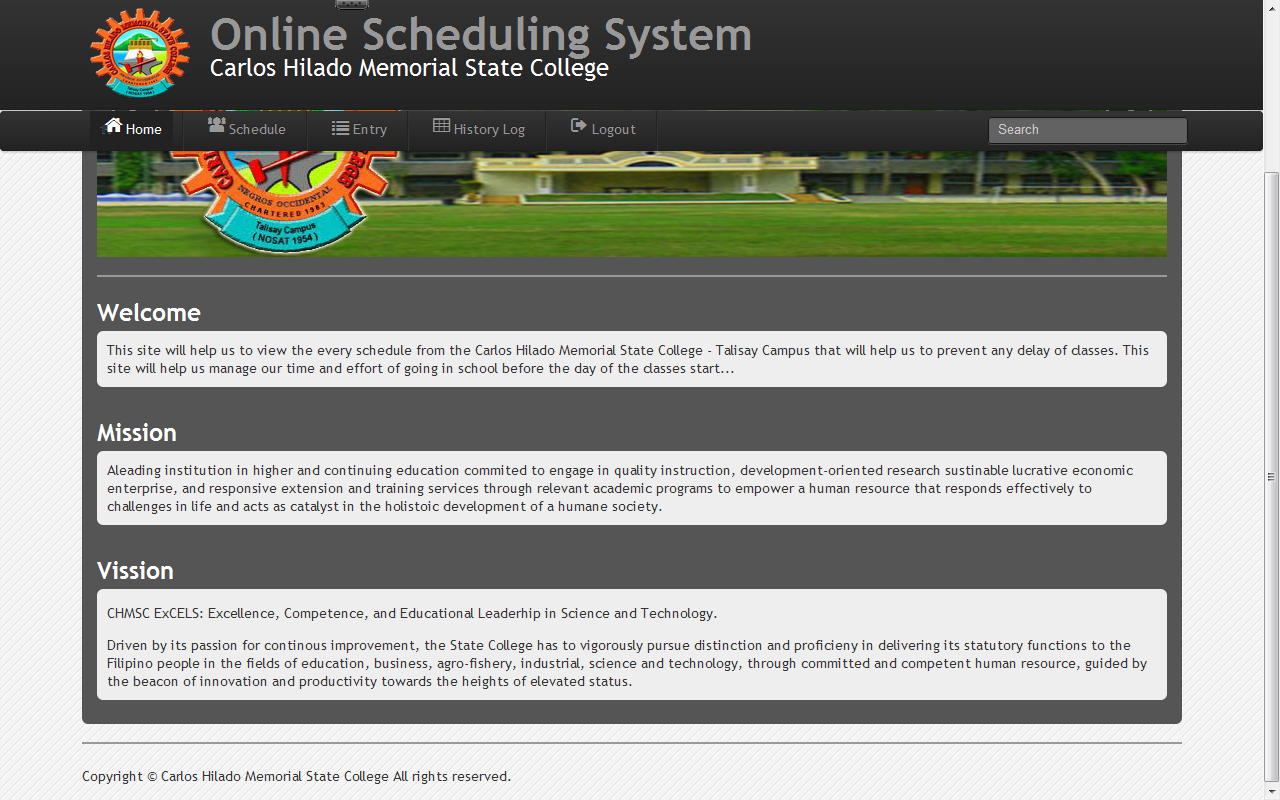 Online Scheduling System
CARLOS HILADO MEMORIAL STATE COLLEGE
Talisay Campus
( NOSAT 1954 )
Carlos Hilado Memorial State College
Home
Schedule
Entry
History Log
Logout
Search
NEGROS OCCIDENTAL
CHARTERED 1983
Talisay Campus
( NOSAT 1954 )
Welcome
This site will help us to view the every schedule from the Carlos Hilado Memorial State College - Talisay Campus that will help us to prevent any delay of classes. This
site will help us manage our time and effort of going in school before the day of the classes start...
Mission
Aleading institution in higher and continuing education commited to engage in quality instruction, development-oriented research sustinable lucrative economic
enterprise, and responsive extension and training services through relevant academic programs to empower a human resource that responds effectively to
challenges in life and acts as catalyst in the holistoic development of a humane society.
Vission
CHMSC ExCELS: Excellence, Competence, and Educational Leaderhip in Science and Technology.
Driven by its passion for continous improvement, the State College has to vigorously pursue distinction and proficieny in delivering its statutory functions to the
Filipino people in the fields of education, business, agro-fishery, industrial, science and technology, through committed and competent human resource, guided by
the beacon of innovation and productivity towards the heights of elevated status.
Copyright © Carlos Hilado Memorial State College All rights reserved.